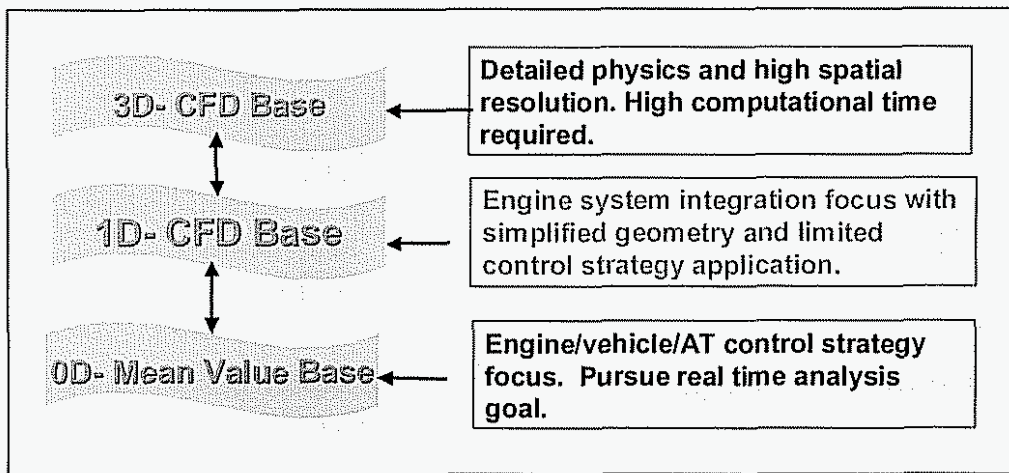 3D- CFD Base
Detailed physics and high spatial
resolution. High computational time
required.
1D- CFD Base
Engine system integration focus with
simplified geometry and limited
control strategy application.
0D- Mean Value Base
Engine/vehicle/AT control strategy
focus. Pursue real time analysis
goal.